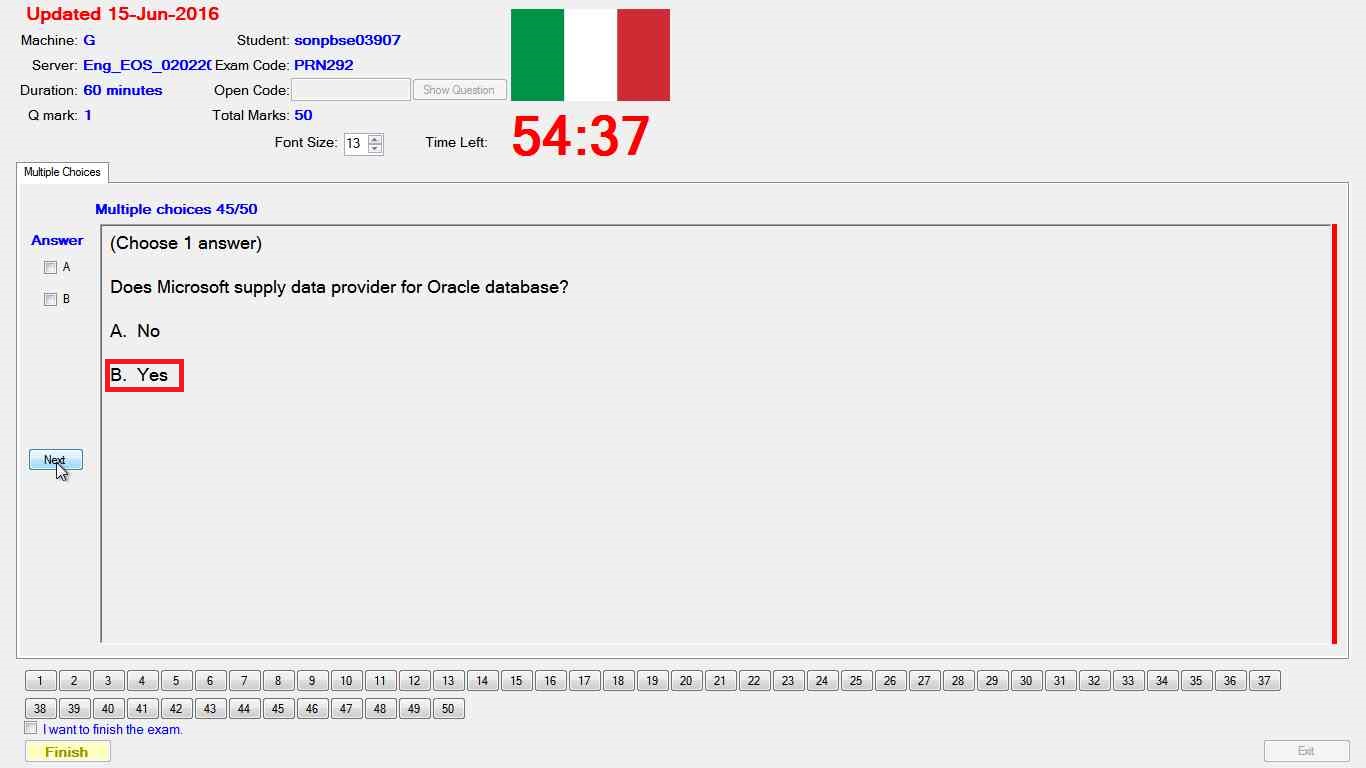 Updated 15-Jun-2016
Machine: G Student: sonpbse03907
Server: Eng_EOS_02022( Exam Code: PRN292
Duration: 60 minutes Open Code: Show Question
Q mark: 1 Total Marks: 50
Font Size: 13 Time Left: 54:37
Multiple Choices
Multiple choices 45/50
Answer
(Choose 1 answer)
A
Does Microsoft supply data provider for Oracle database?
B
A. No
B. Yes
Next
1 2 3 4 5 6 7 8 9 10 11 12 13 14 15 16 17 18 19 20 21 22 23 24 25 26 27 28 29 30 31 32 33 34 35 36 37
38 39 40 41 42 43 44 45 46 47 48 49 50
I want to finish the exam.
Finish Exit